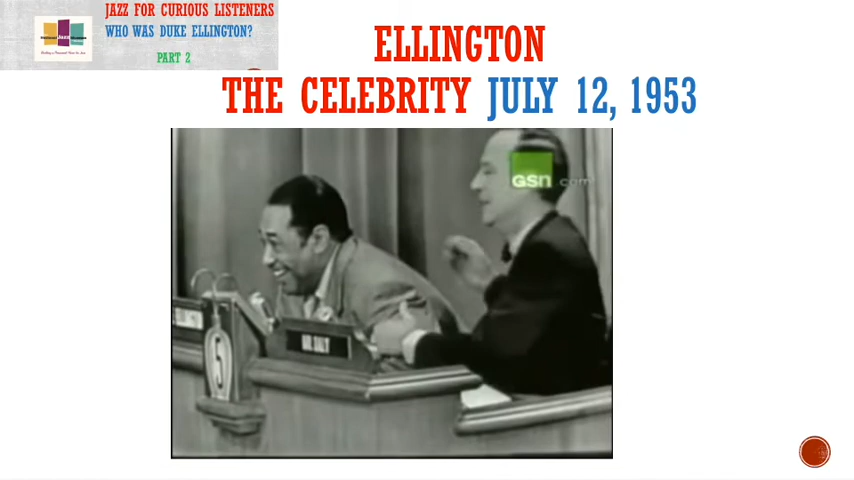 JAZZ FOR CURIOUS LISTENERS
WHO WAS DUKE ELLINGTON?
PART 2
ELLINGTON
THE CELEBRITY JULY 12, 1953
GSN.com
MR. DALY
5